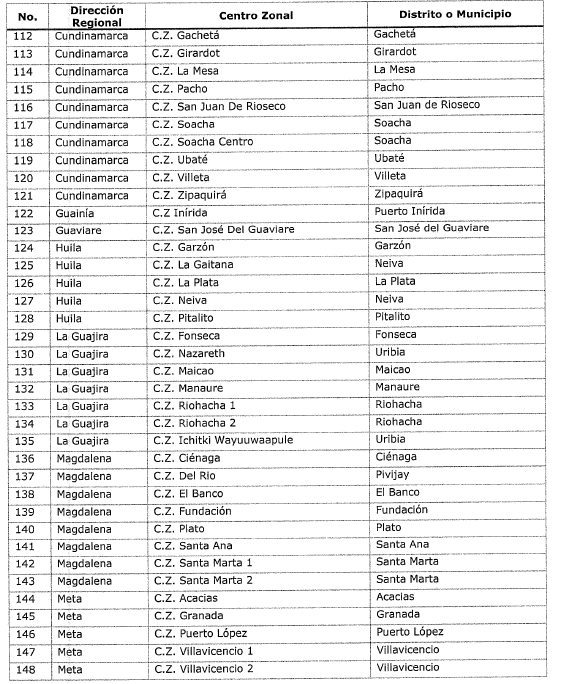 No. Dirección Regional Centro Zonal Distrito o Municipio
112 Cundinamarca C.Z. Gachetá Gachetá
113 Cundinamarca C.Z. Girardot Girardot
114 Cundinamarca C.Z. La Mesa La Mesa
115 Cundinamarca C.Z. Pacho Pacho
116 Cundinamarca C.Z. San Juan De Rioseco San Juan de Rioseco
117 Cundinamarca C.Z. Soacha Soacha
118 Cundinamarca C.Z. Soacha Centro Soacha
119 Cundinamarca C.Z. Ubaté Ubaté
120 Cundinamarca C.Z. Villeta Villeta
121 Cundinamarca C.Z. Zipaquirá Zipaquirá
122 Guainía C.Z Inírida Puerto Inírida
123 Guaviare C.Z. San José Del Guaviare San José del Guaviare
124 Huila C.Z. Garzón Garzón
125 Huila C.Z. La Gaitana Neiva
126 Huila C.Z. La Plata La Plata
127 Huila C.Z. Neiva Neiva
128 Huila C.Z. Pitalito Pitalito
129 La Guajira C.Z. Fonseca Fonseca
130 La Guajira C.Z. Nazareth Uribia
131 La Guajira C.Z. Maicao Maicao
132 La Guajira C.Z. Manaure Manaure
133 La Guajira C.Z. Riohacha 1 Riohacha
134 La Guajira C.Z. Riohacha 2 Riohacha
135 La Guajira C.Z. Ichitki Wayuuwaapule Uribia
136 Magdalena C.Z. Ciénaga Ciénaga
137 Magdalena C.Z. Del Rio Pivijay
138 Magdalena C.Z. El Banco El Banco
139 Magdalena C.Z. Fundación Fundación
140 Magdalena C.Z. Plato Plato
141 Magdalena C.Z. Santa Ana Santa Ana
142 Magdalena C.Z. Santa Marta 1 Santa Marta
143 Magdalena C.Z. Santa Marta 2 Santa Marta
144 Meta C.Z. Acacias Acacias
145 Meta C.Z. Granada Granada
146 Meta C.Z. Puerto López Puerto López
147 Meta C.Z. Villavicencio 1 Villavicencio
148 Meta C.Z. Villavicencio 2 Villavicencio